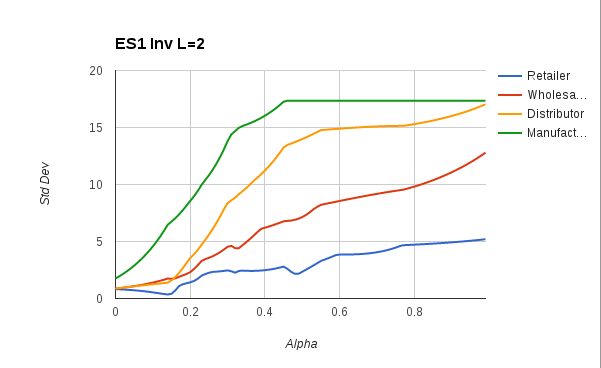 ES1 Inv L=2
20
15
10
5
0
Std Dev
0 0.2 0.4 0.6 0.8
Alpha
Retailer
Wholesa...
Distributor
Manufact...